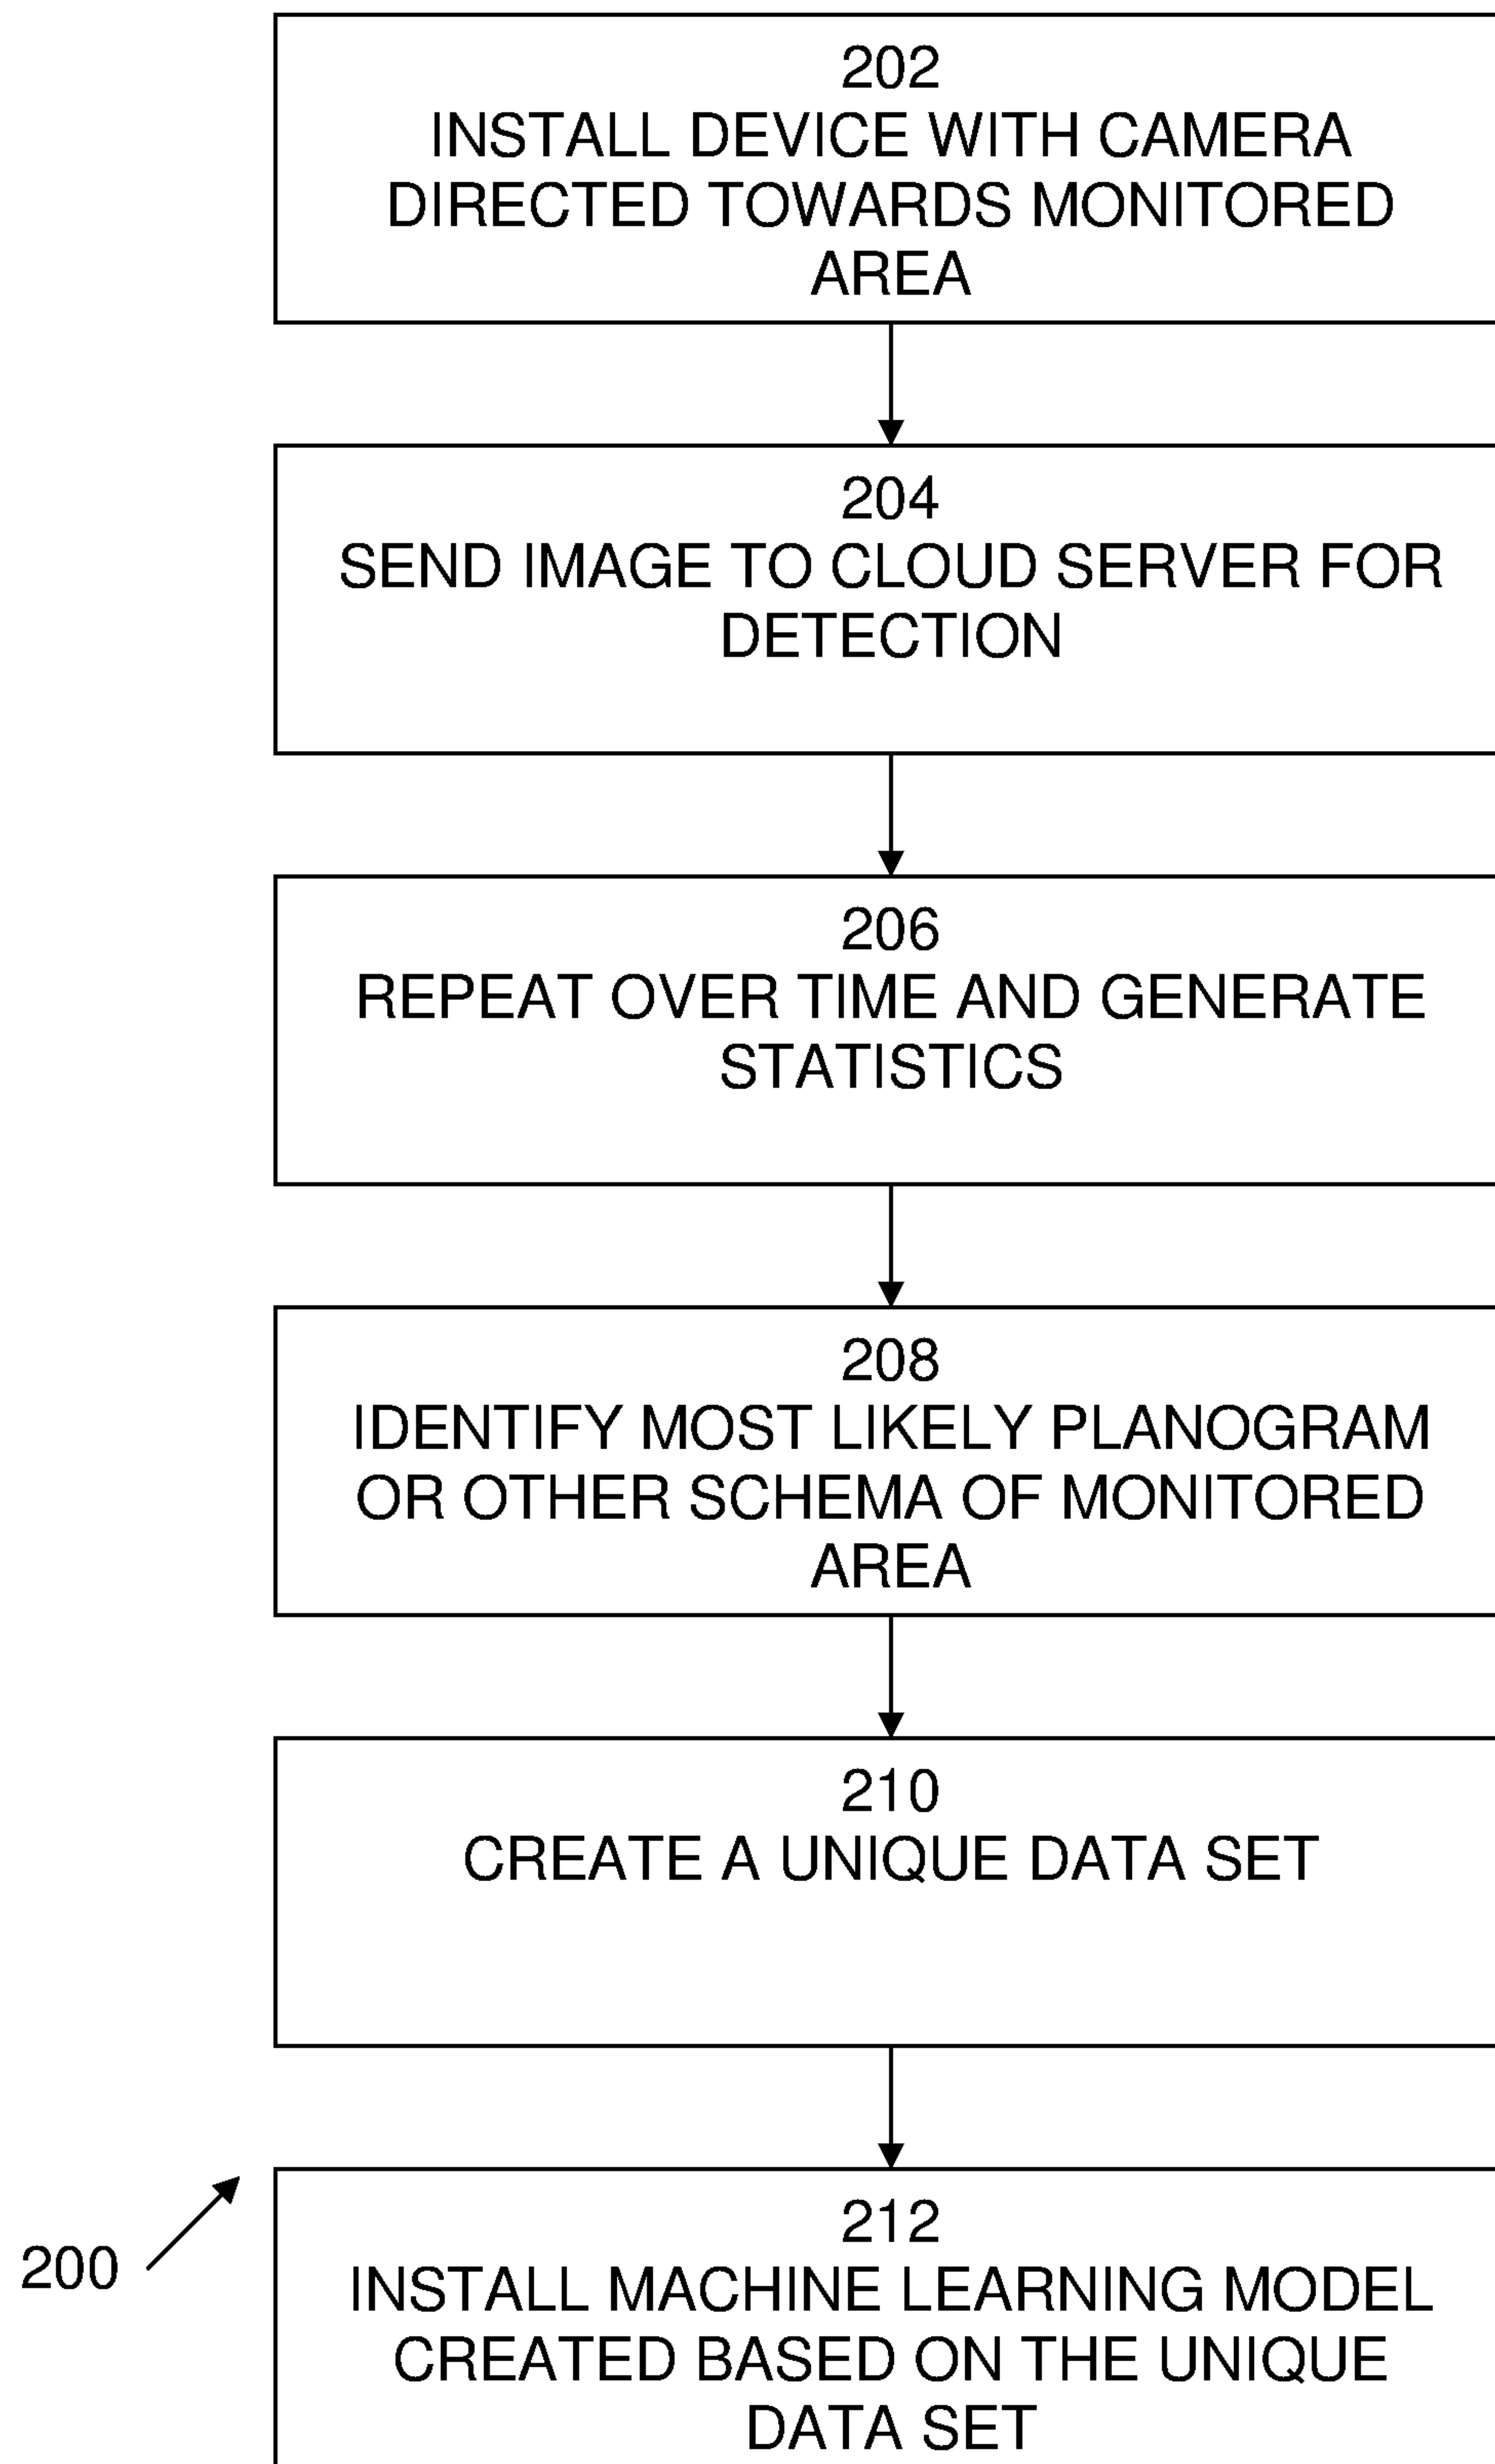 202
INSTALL DEVICE WITH CAMERA
DIRECTED TOWARDS MONITORED
AREA
204
SEND IMAGE TO CLOUD SERVER FOR
DETECTION
206
REPEAT OVER TIME AND GENERATE
STATISTICS
208
IDENTIFY MOST LIKELY PLANOGRAM
OR OTHER SCHEMA OF MONITORED
AREA
210
CREATE A UNIQUE DATA SET
212
INSTALL MACHINE LEARNING MODEL
CREATED BASED ON THE UNIQUE
DATA SET
200